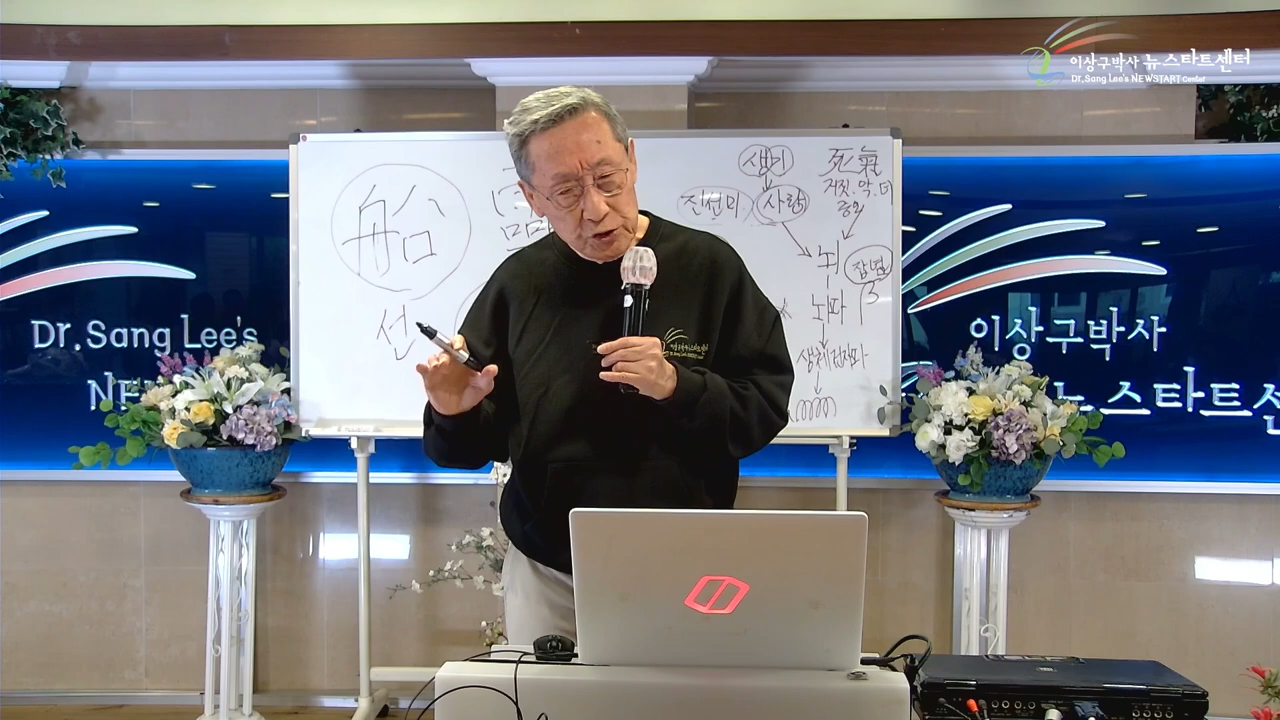 이상구박사 뉴스타트센터
Dr. Sang Lee's NEWSTART Center
船
선
생기
사랑
진선미
死氣
거짓. 악. 더
증오
뇌
잡념
뇌파 β
생체전자파
Dr.Sang Lee's
이상구박사
뉴스타트센